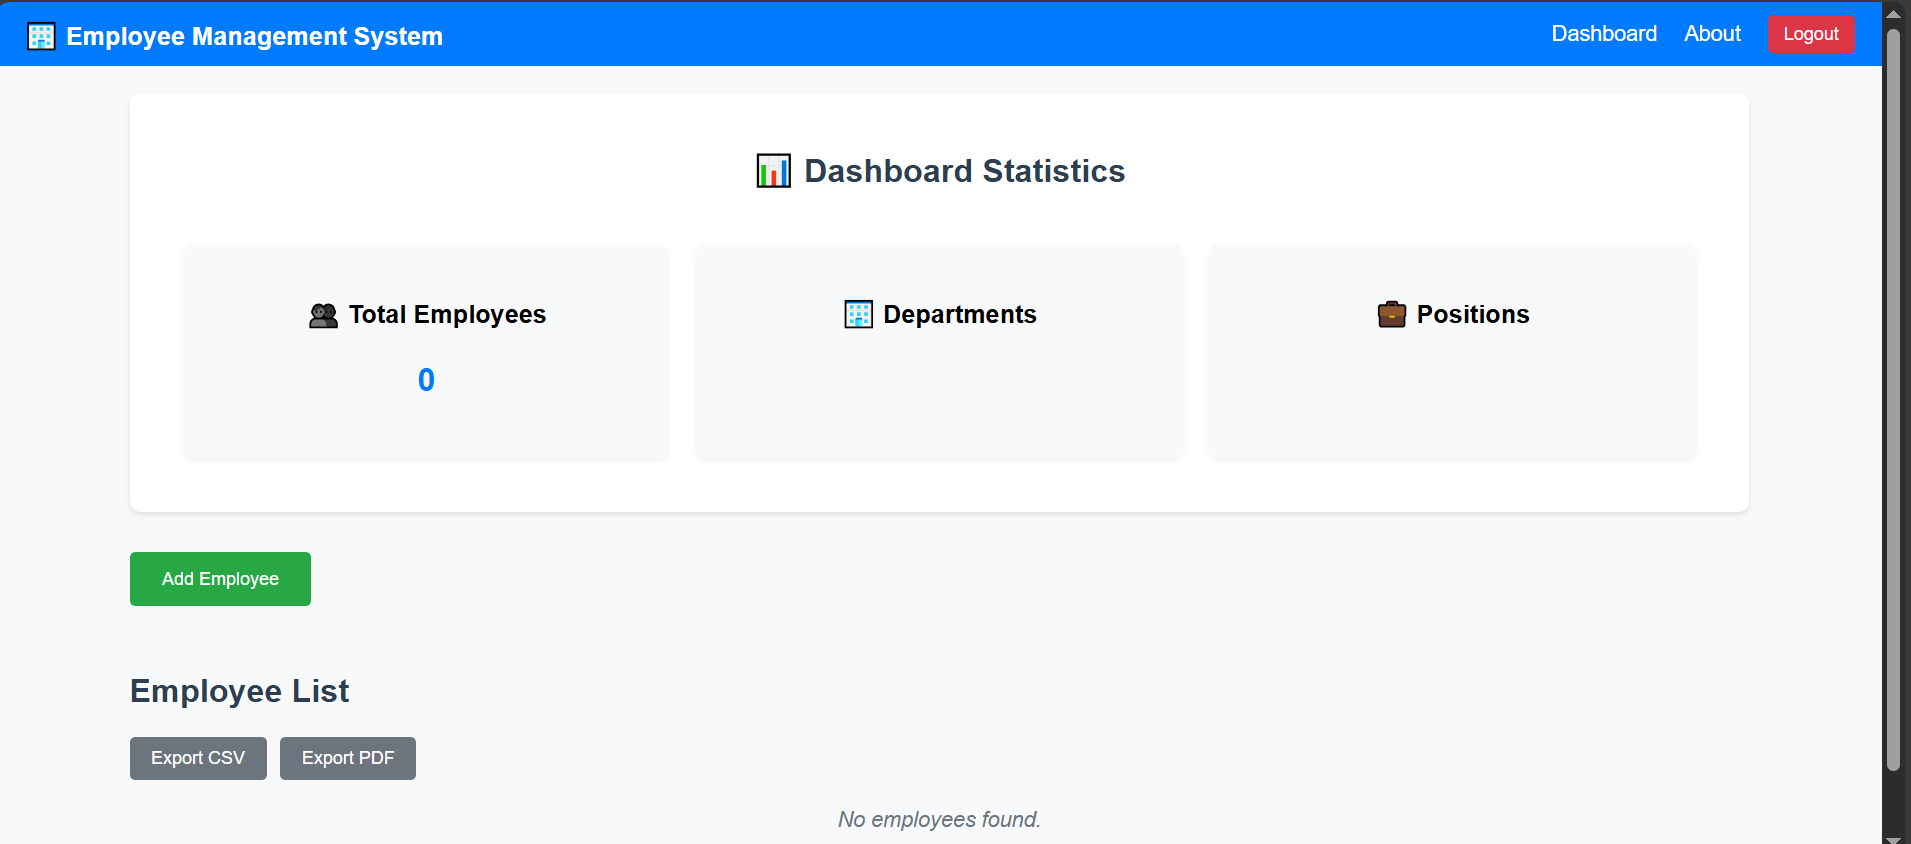 Employee Management System
Dashboard About Logout
Dashboard Statistics
Total Employees
0
Departments
Positions
Add Employee
Employee List
Export CSV Export PDF
No employees found.